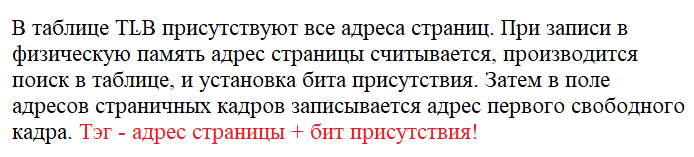 В таблице TLB присутствуют все адреса страниц. При записи в
физическую память адрес страницы считывается, производится
поиск в таблице, и установка бита присутствия. Затем в поле
адресов страничных кадров записывается адрес первого свободного
кадра. Тэг - адрес страницы + бит присутствия!